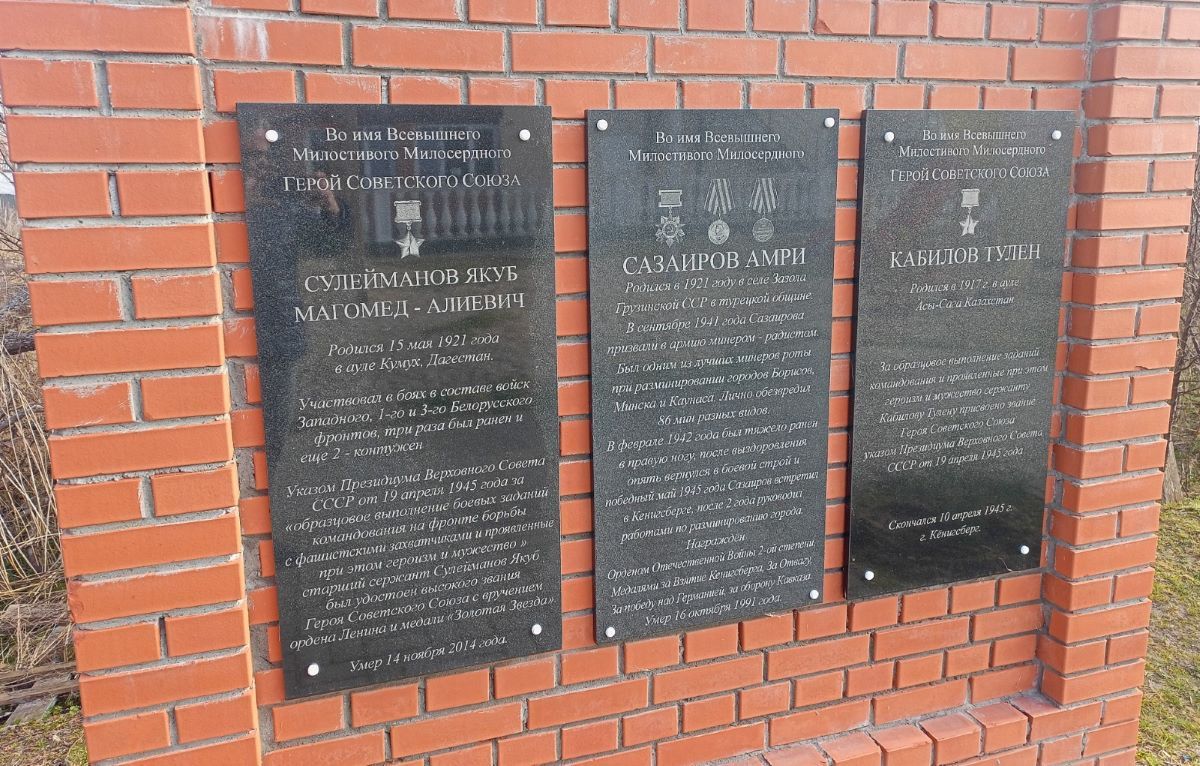 Во имя Всевышнего
Милостивого Милосердного
Герой Советского Союза
СУЛЕЙМАНОВ ЯКУБ
МАГОМЕД - АЛИЕВИЧ
Родился 15 мая 1921 года
в ауле Кумух, Дагестан.
Участвовал в боях в составе войск
Западного, 1-го и 3-го Белорусского
фронтов, три раза был ранен и
еще 2 - контужен
Указом Президиума Верховного Совета
СССР от 19 апреля 1945 года за
«образцовое выполнение боевых заданий
командования на фронте борьбы
с фашистскими захватчиками и проявленные
при этом героизм и мужество »
старший сержант Сулейманов Якуб
был удостоен высокого звания
Героя Советского Союза с вручением
ордена Ленина и медали «Золотая Звезда»
Умер 14 ноября 2014 года.
Во имя Всевышнего
Милостивого Милосердного
САЗАИРОВ АМРИ
Родился в 1921 году в селе Зазола
Грузинской ССР в турецкой общине.
В сентябре 1941 года Сазаирова
призвали в армию минером - радистом.
Был одним из лучших минеров роты
при разминировании городов Борисов,
Минска и Каунаса. Лично обезвредил
86 мин разных видов.
В феврале 1942 года был тяжело ранен
в правую ногу, после выздоровления
опять вернулся в боевой строй и
победный май 1945 года Сазаиров встретил
в Кенигсберге, после 2 года руководил
работами по разминированию города.
Награждён
Орденом Отечественной Войны 2-ой степени,
Медалями за Взятие Кенигсберга, За Отвагу,
За победу над Германией, за оборону Кавказа
Умер 16 октября 1991 года.
Во имя Всевышнего
Милостивого Милосердного
Герой Советского Союза
КАБИЛОВ ТУЛЕН
Родился в 1917 г. в ауле
Асы-Сага Казахстан
За образцовое выполнение заданий
командования и проявленные при этом
героизм и мужество сержанту
Кабилову Тулену присвоено звание
Героя Советского Союза
указом Президиума Верховного Совета
СССР от 19 апреля 1945 года
Скончался 10 апреля 1945 г.
г. Кёнигсберг.